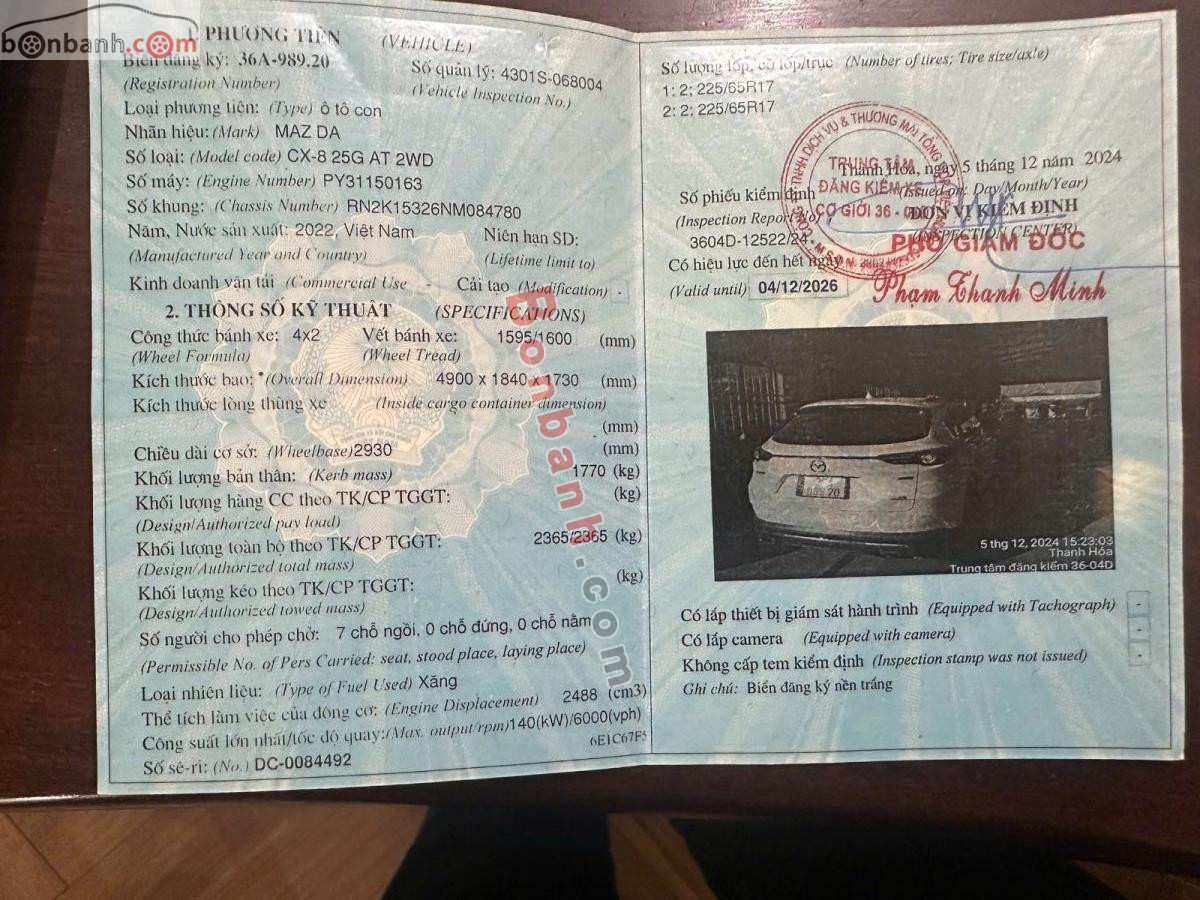 bonbanh.com
1. PHƯƠNG TIỆN (VEHICLE)
Biển đăng ký: 36A-989.20 Số quản lý: 4301S-068004
(Registration Number) (Vehicle Inspection No.)
Loại phương tiện: (Type) ô tô con
Nhãn hiệu: (Mark) MAZDA
Số loại: (Model code) CX-8 25G AT 2WD
Số máy: (Engine Number) PY31150163
Số khung: (Chassis Number) RN2K15326NM084780
Năm, Nước sản xuất: 2022, Việt Nam Niên hạn SD:
(Manufactured Year and Country) (Lifetime limit to)
Kinh doanh vận tải (Commercial Use - Cải tạo (Modification) -
2. THÔNG SỐ KỸ THUẬT (SPECIFICATIONS)
Công thức bánh xe: 4x2 Vết bánh xe: 1595/1600 (mm)
(Wheel Formula) (Wheel Tread)
Kích thước bao: (Overall Dimension) 4900 x 1840 x 1730 (mm)
Kích thước lòng thùng xe (Inside cargo container dimension)
(mm)
Chiều dài cơ sở: (Wheelbase) 2930 (mm)
Khối lượng bản thân: (Kerb mass) 1770 (kg)
Khối lượng hàng CC theo TK/CP TGGT: (kg)
(Design/Authorized pay load)
Khối lượng toàn bộ theo TK/CP TGGT: 2365/2365 (kg)
(Design/Authorized total mass)
Khối lượng kéo theo TK/CP TGGT: (kg)
(Design/Authorized towed mass)
Số người cho phép chở: 7 chỗ ngồi, 0 chỗ đứng, 0 chỗ nằm
(Permissible No. of Pers Carried: seat, stood place, laying place)
Loại nhiên liệu: (Type of Fuel Used) Xăng
Thể tích làm việc của động cơ: (Engine Displacement) 2488 (cm3)
Công suất lớn nhất/tốc độ quay:(Max. output/rpm)140(kW)/6000(vph)
6E1C67F5
Số sê-ri: (No.) DC-0084492
Bonbanh.com
Số lượng lốp, cỡ lốp/trục (Number of tires; Tire size/axle)
1: 2; 225/65R17
2: 2; 225/65R17
Thanh Hóa, ngày 5 tháng 12 năm 2024
(Issued on: Day/Month/Year)
Số phiếu kiểm định ĐƠN VỊ KIỂM ĐỊNH
(Inspection Report No) (INSPECTION CENTER)
3604D-12522/24
TRUNG TÂM
ĐĂNG KIỂM XE
CƠ GIỚI 36 -
PHÓ GIÁM ĐỐC
Có hiệu lực đến hết ngày
(Valid until) 04/12/2026
Phạm Thanh Minh
5 thg 12, 2024 15:23:03
Thanh Hóa
Trung tâm đăng kiểm 36-04D
Có lắp thiết bị giám sát hành trình (Equipped with Tachograph) -
Có lắp camera (Equipped with camera) -
Không cấp tem kiểm định (Inspection stamp was not issued) -
Ghi chú: Biển đăng ký nền trắng